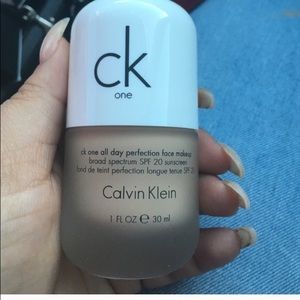 ck
one
ck one all day perfection face makeup
broad spectrum SPF 20 sunscreen
fond de teint perfection longue tenue SPF 20
Calvin Klein
1 FL OZ ℮ 30 ml